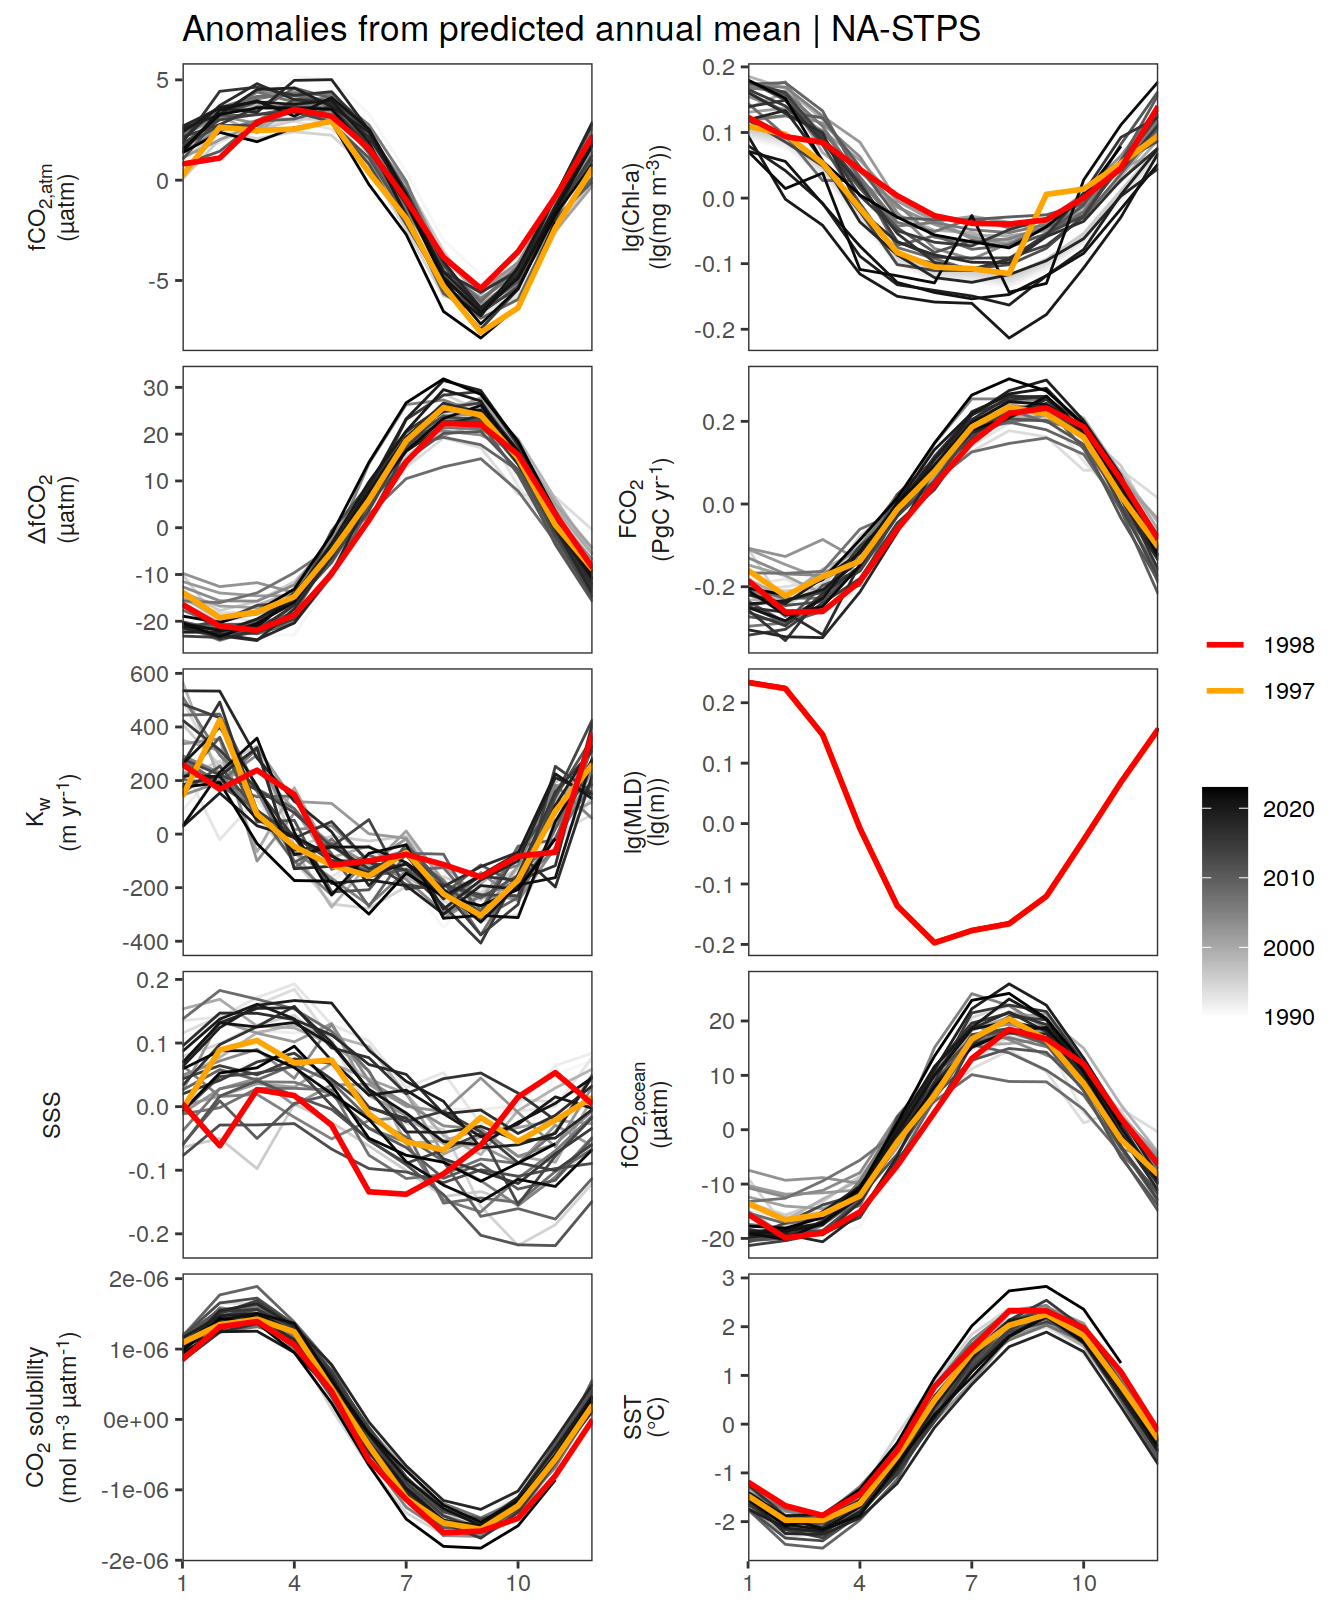 Anomalies from predicted annual mean | NA-STPS
fCO2,atm
(µatm)
5
0
-5
lg(Chl-a)
(lg(mg m-3))
0.2
0.1
0.0
-0.1
-0.2
ΔfCO2
(µatm)
30
20
10
0
-10
-20
FCO2
(PgC yr-1)
0.2
0.0
-0.2
Kw
(m yr-1)
600
400
200
0
-200
-400
lg(MLD)
(lg(m))
0.2
0.1
0.0
-0.1
-0.2
SSS
0.2
0.1
0.0
-0.1
-0.2
fCO2,ocean
(µatm)
20
10
0
-10
-20
CO2 solubility
(mol m-3 µatm-1)
2e-06
1e-06
0e+00
-1e-06
-2e-06
1 4 7 10
SST
(°C)
3
2
1
0
-1
-2
1 4 7 10
1998
1997
2020
2010
2000
1990